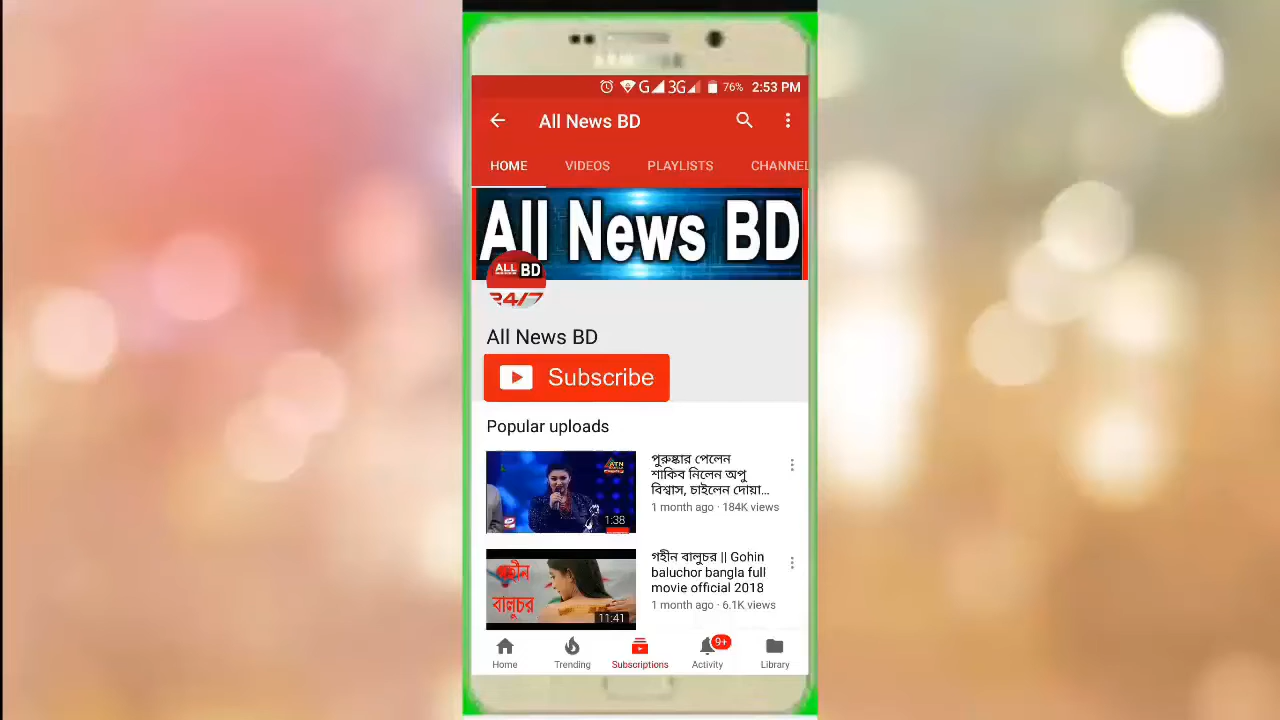 G 3G 76% 2:53 PM
All News BD
HOME VIDEOS PLAYLISTS CHANNEL
All News BD
ALL BD
24/7
All News BD
Subscribe
Popular uploads
পুরুষ্কার পেলেন
শাকিব নিলেন অপু
বিশ্বাস, চাইলেন দোয়া...
1 month ago · 184K views
ATN
1:38
গহীন বালুচর || Gohin
baluchor bangla full
movie official 2018
1 month ago · 6.1K views
গহীন
বালুচর
11:41
9+
Home Trending Subscriptions Activity Library